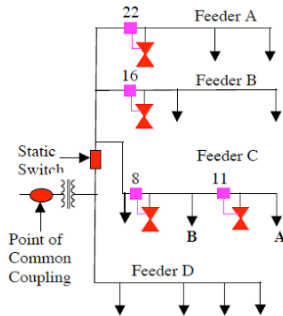 22
Feeder A
16
Feeder B
Static
Switch
Feeder C
8
11
Point of
Common
Coupling
B
A
Feeder D